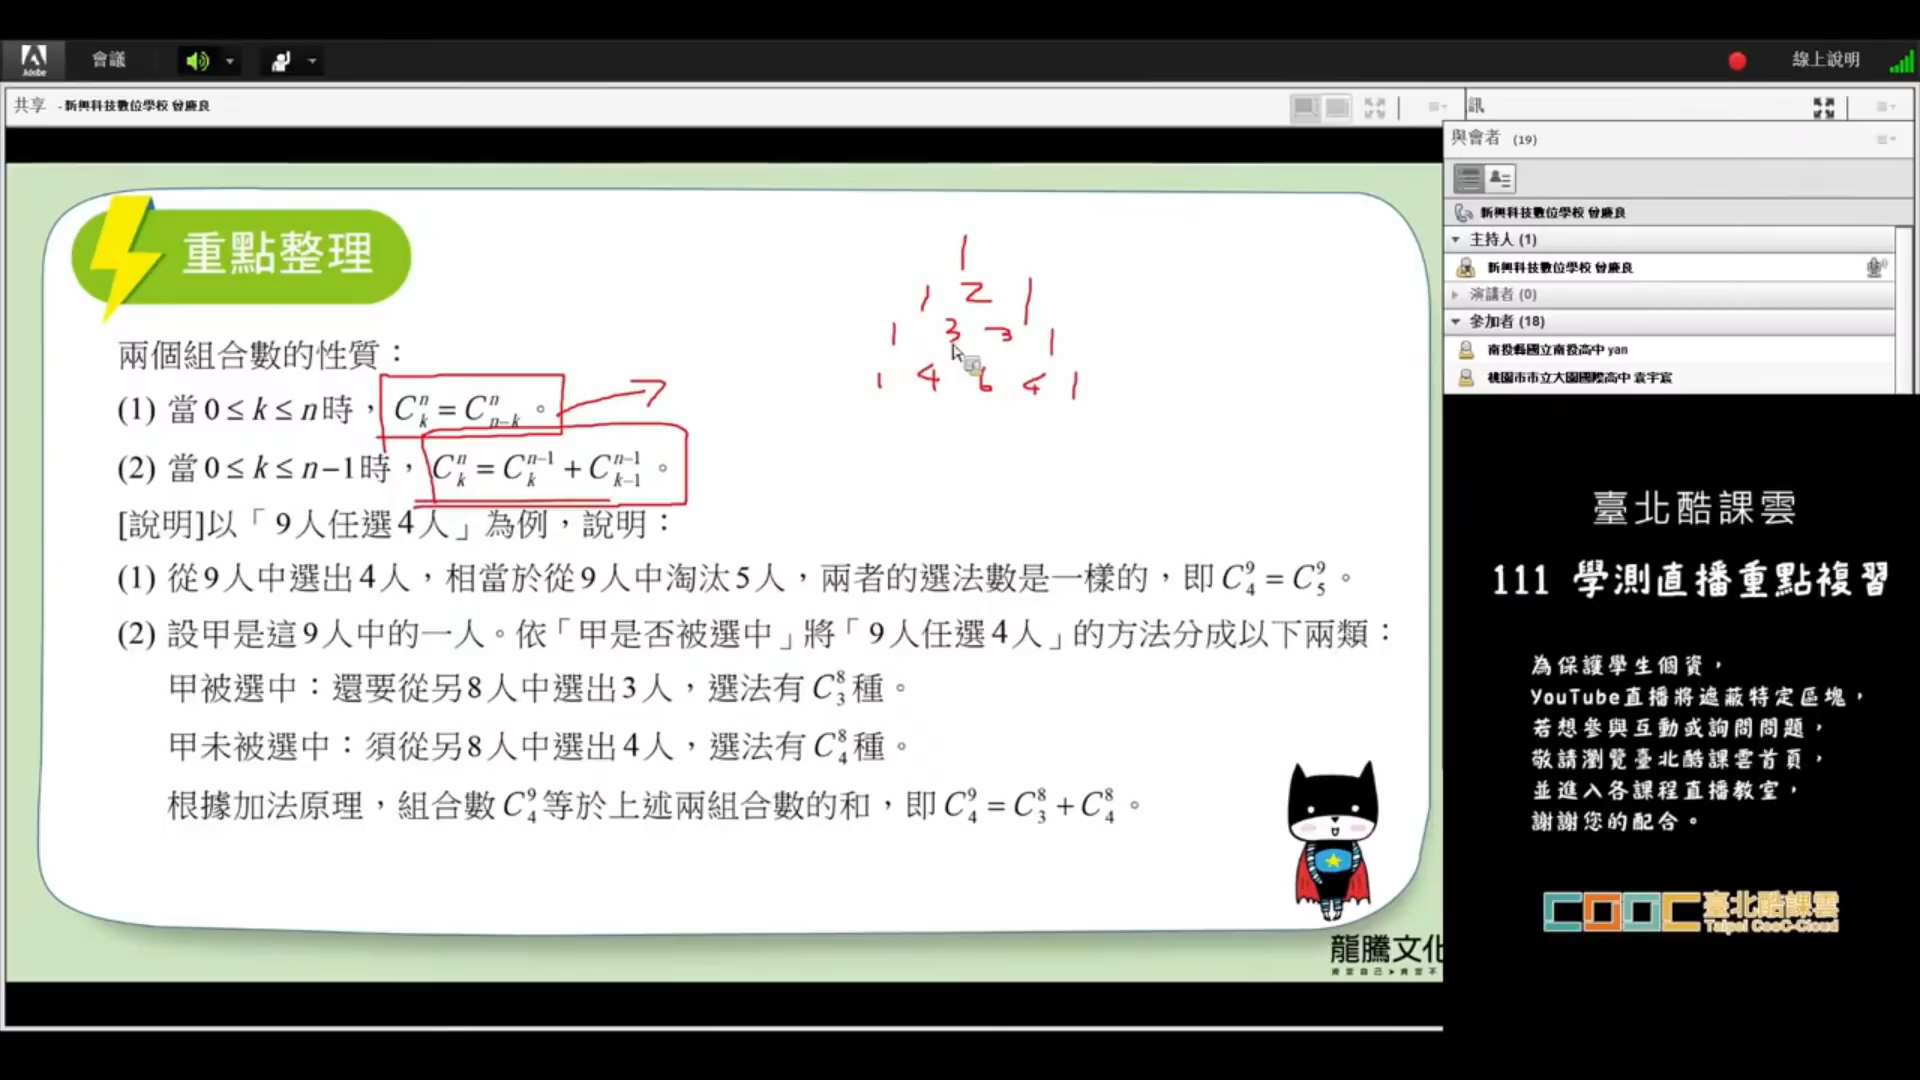 Adobe 會議 線上說明
共享 - 新興科技數位學校 曾慶良
訊
與會者 (19)
新興科技數位學校 曾慶良
主持人 (1)
新興科技數位學校 曾慶良
演講者 (0)
參加者 (18)
南投縣國立南投高中 yan
桃園市市立大園國際高中 袁宇宸
重點整理
1
1 2 1
1 3 3 1
1 4 6 4 1
兩個組合數的性質：
(1) 當 0 ≤ k ≤ n 時，C^n_k = C^n_{n-k}。
(2) 當 0 ≤ k ≤ n−1 時，C^n_k = C^{n-1}_k + C^{n-1}_{k-1}。
[說明]以「9人任選4人」為例，說明：
(1) 從9人中選出4人，相當於從9人中淘汰5人，兩者的選法數是一樣的，即 C^9_4 = C^9_5。
(2) 設甲是這9人中的一人。依「甲是否被選中」將「9人任選4人」的方法分成以下兩類：
甲被選中：還要從另8人中選出3人，選法有 C^8_3 種。
甲未被選中：須從另8人中選出4人，選法有 C^8_4 種。
根據加法原理，組合數 C^9_4 等於上述兩組合數的和，即 C^9_4 = C^8_3 + C^8_4。
龍騰文化
臺北酷課雲
111 學測直播重點複習
為保護學生個資，
YouTube直播將遮蔽特定區塊，
若想參與互動或詢問問題，
敬請瀏覽臺北酷課雲首頁，
並進入各課程直播教室，
謝謝您的配合。
COOC 臺北酷課雲
Taipei CooC-Cloud